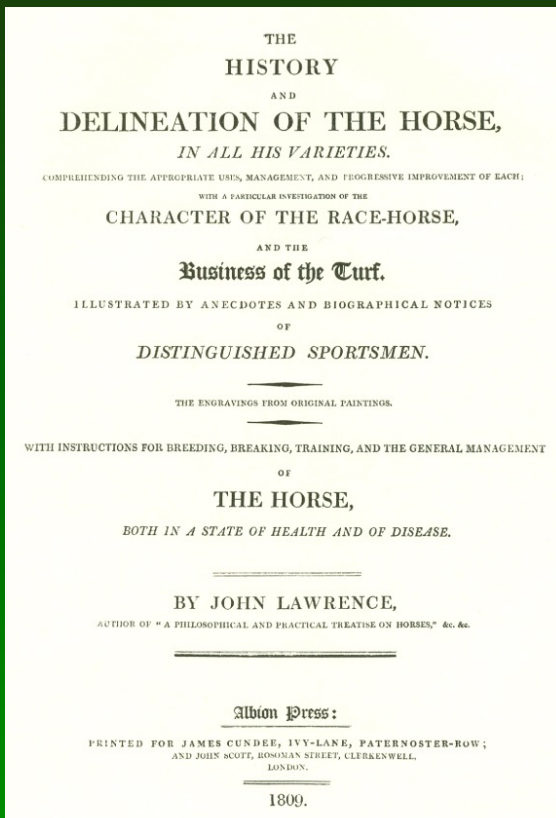 THE
HISTORY
AND
DELINEATION OF THE HORSE,
IN ALL HIS VARIETIES.
COMPREHENDING THE APPROPRIATE USES, MANAGEMENT, AND PROGRESSIVE IMPROVEMENT OF EACH;
WITH A PARTICULAR INVESTIGATION OF THE
CHARACTER OF THE RACE-HORSE,
AND THE
Business of the Turf.
ILLUSTRATED BY ANECDOTES AND BIOGRAPHICAL NOTICES
OF
DISTINGUISHED SPORTSMEN.
THE ENGRAVINGS FROM ORIGINAL PAINTINGS.
WITH INSTRUCTIONS FOR BREEDING, BREAKING, TRAINING, AND THE GENERAL MANAGEMENT
OF
THE HORSE,
BOTH IN A STATE OF HEALTH AND OF DISEASE.
BY JOHN LAWRENCE,
AUTHOR OF "A PHILOSOPHICAL AND PRACTICAL TREATISE ON HORSES," &c. &c.
Albion Press:
PRINTED FOR JAMES CUNDEE, IVY-LANE, PATERNOSTER-ROW;
AND JOHN SCOTT, ROSOMAN STREET, CLERKENWELL,
LONDON.
1809.